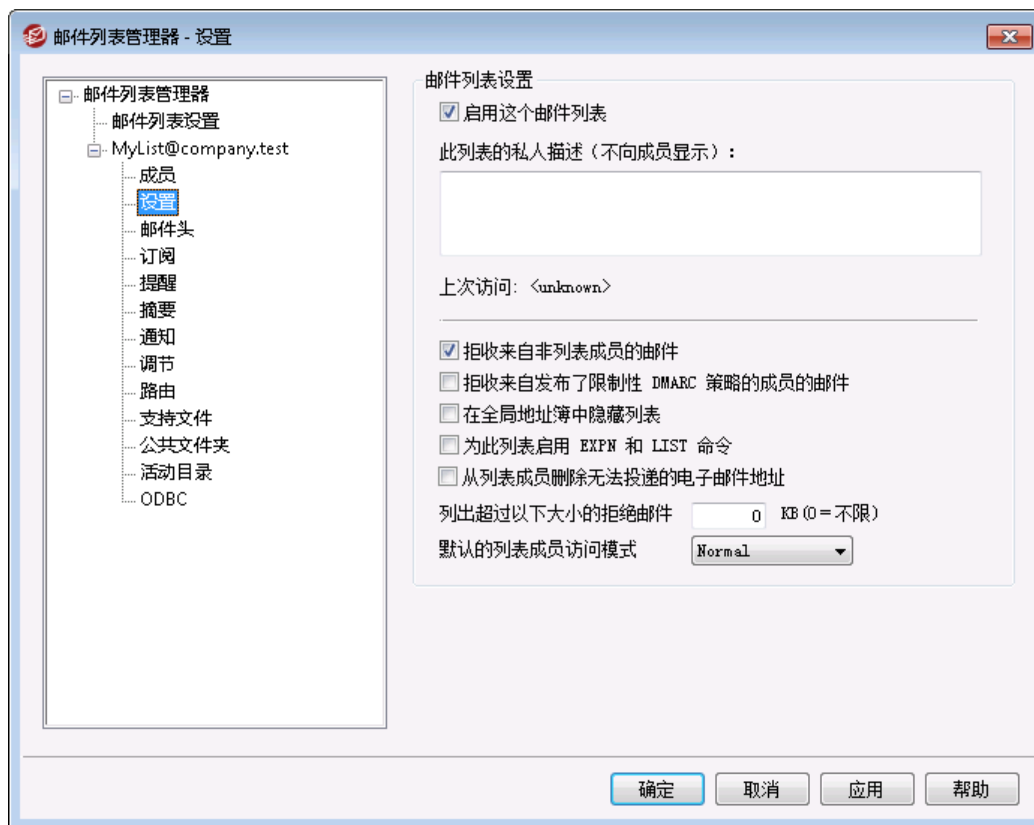 邮件列表管理器 - 设置
邮件列表管理器
邮件列表设置
MyList@company.test
成员
设置
邮件头
订阅
提醒
摘要
通知
调节
路由
支持文件
公共文件夹
活动目录
ODBC
邮件列表设置
启用这个邮件列表
此列表的私人描述（不向成员显示）：
上次访问: <unknown>
拒收来自非列表成员的邮件
拒收来自发布了限制性 DMARC 策略的成员的邮件
在全局地址簿中隐藏列表
为此列表启用 EXPN 和 LIST 命令
从列表成员删除无法投递的电子邮件地址
列出超过以下大小的拒绝邮件 0 KB(0=不限)
默认的列表成员访问模式 Normal
确定 取消 应用 帮助